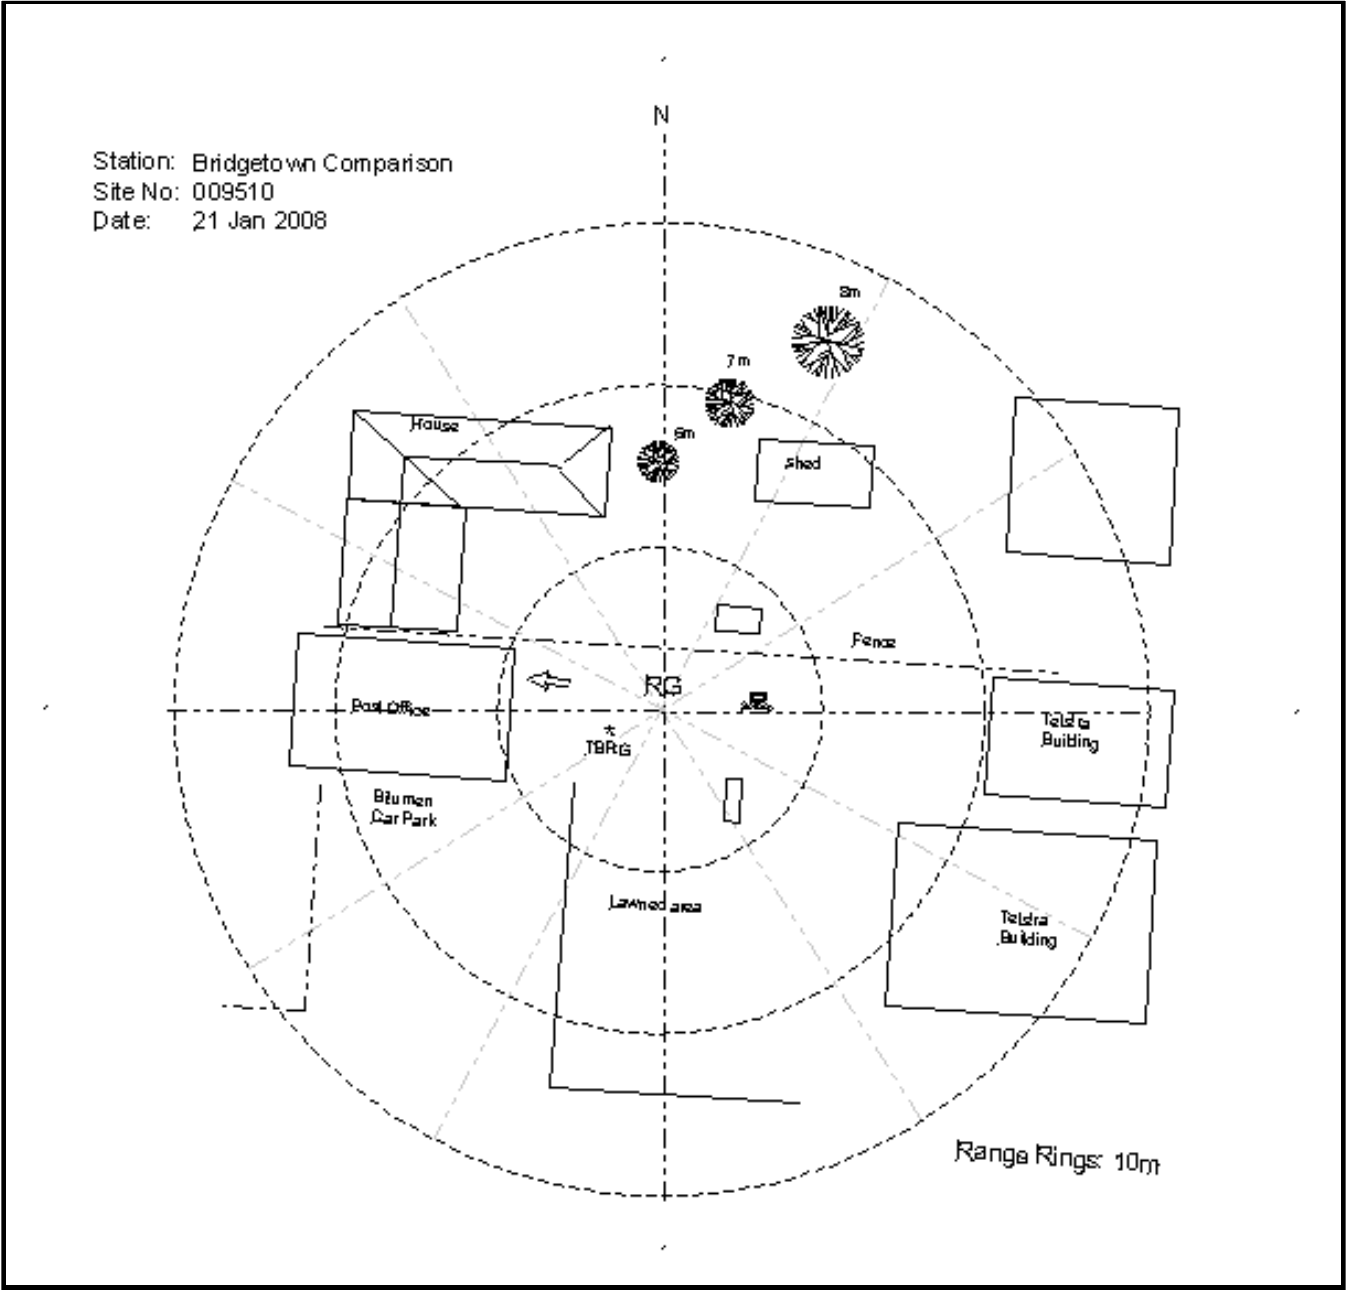 N
Station: Bridgetown Comparison
Site No: 009510
Date: 21 Jan 2008
8m
7m
6m
House
shed
Fence
RG
Post Office
TBRG
Telstra
Building
Bitumen
Car Park
Lawned area
Telstra
Building
Range Rings: 10m